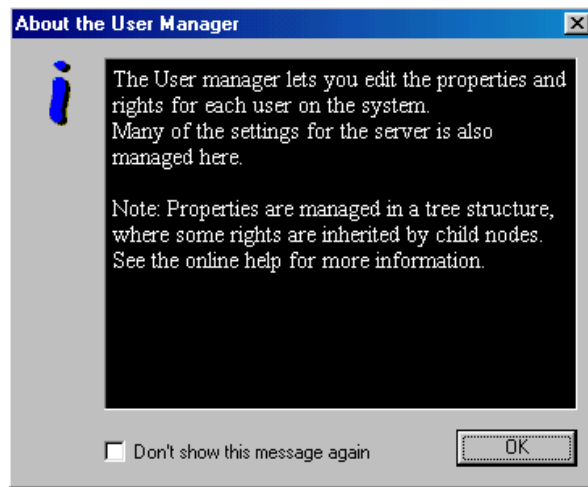 About the User Manager
The User manager lets you edit the properties and
rights for each user on the system.
Many of the settings for the server is also
managed here.
Note: Properties are managed in a tree structure,
where some rights are inherited by child nodes.
See the online help for more information.
Don't show this message again
OK